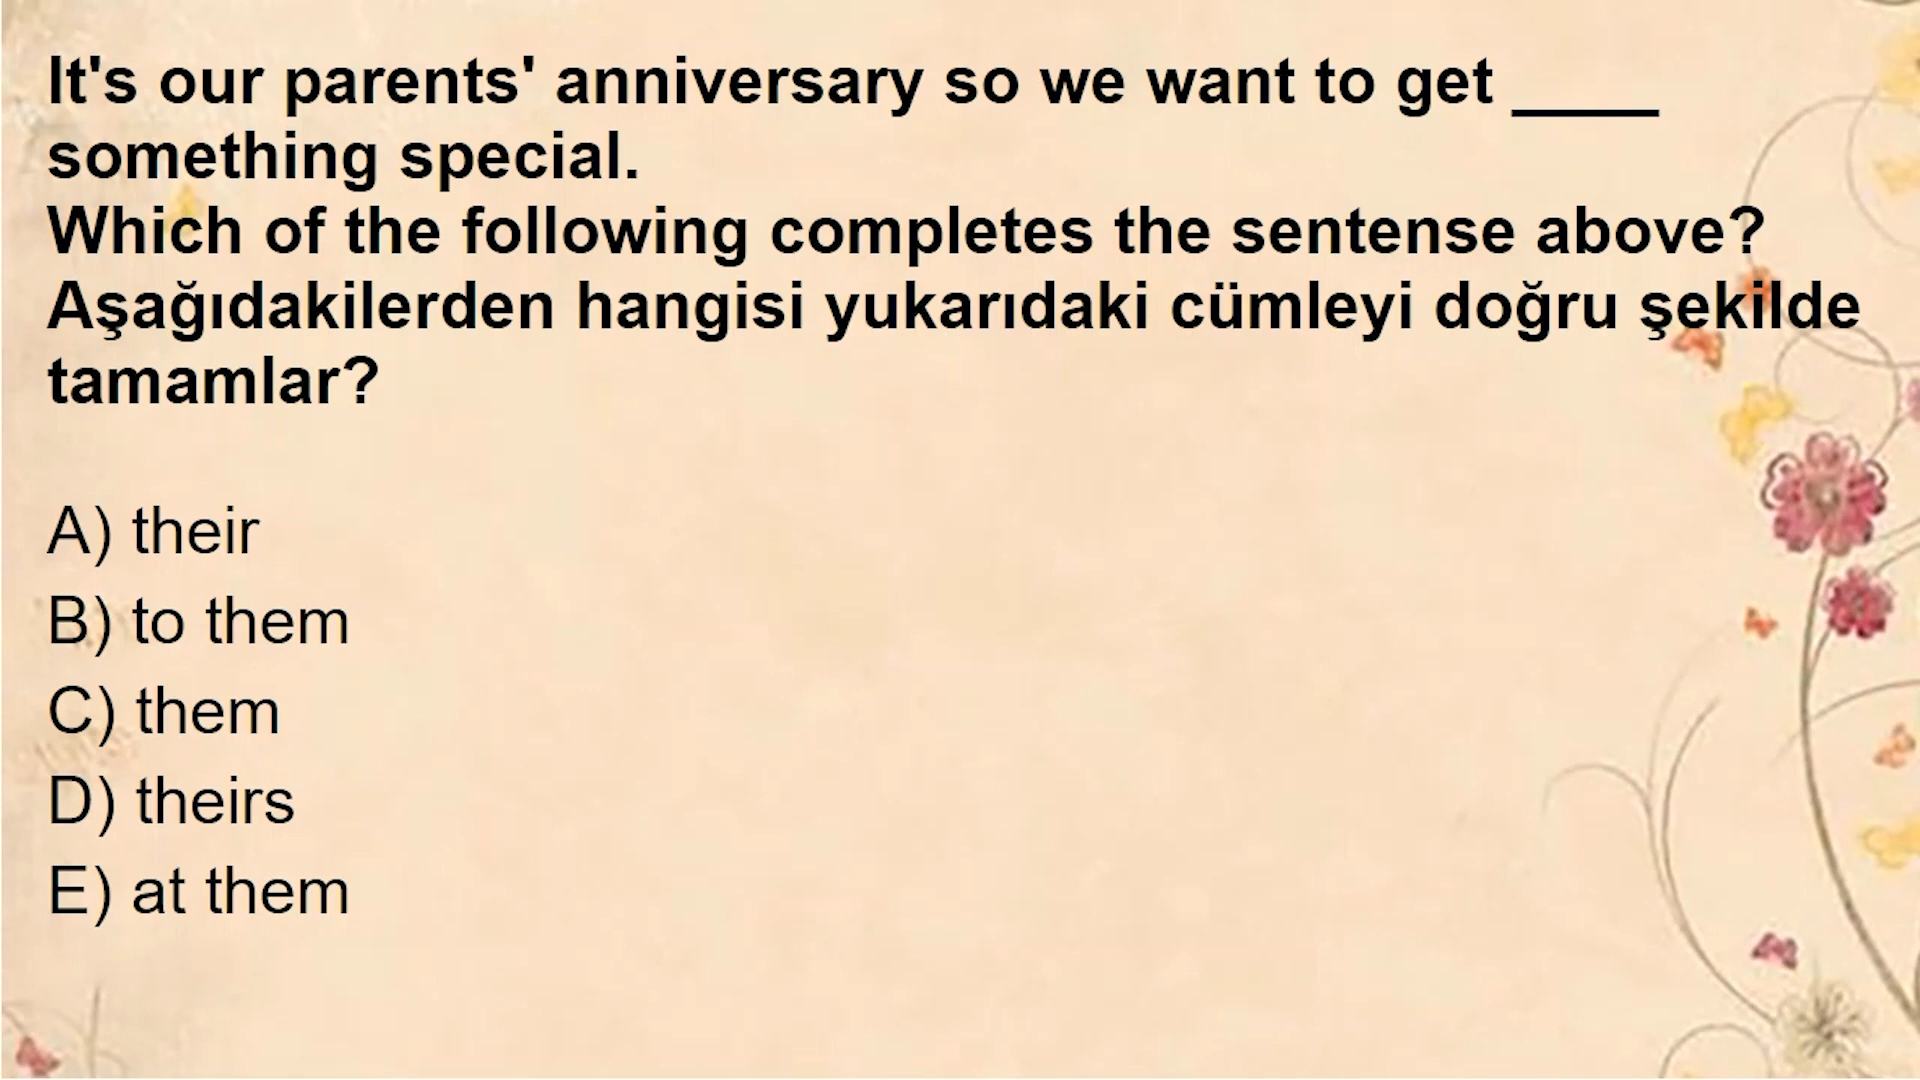 It's our parents' anniversary so we want to get ____
something special.
Which of the following completes the sentense above?
Aşağıdakilerden hangisi yukarıdaki cümleyi doğru şekilde
tamamlar?
A) their
B) to them
C) them
D) theirs
E) at them